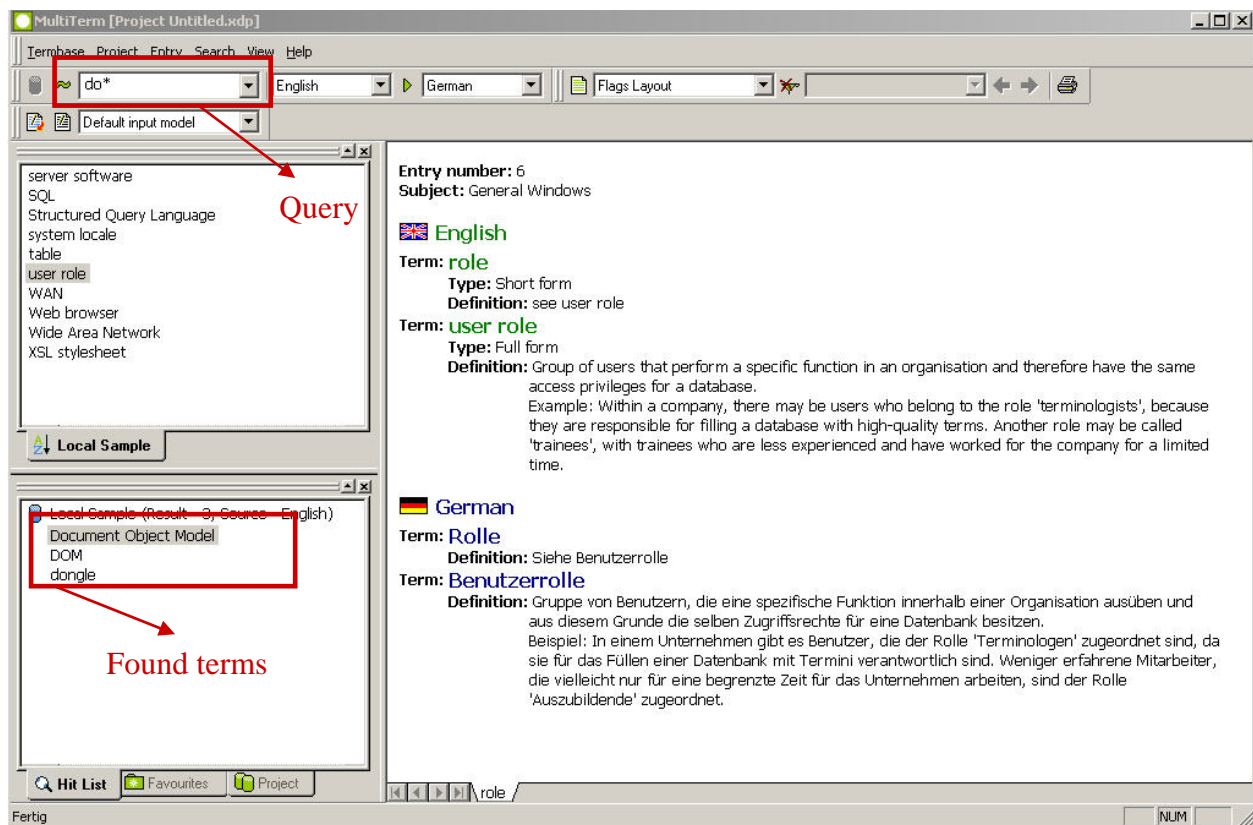 MultiTerm [Project Untitled.xdp]
Termbase Project Entry Search View Help
do* English German Flags Layout
Default input model
server software
SQL
Structured Query Language
system locale
table
user role
WAN
Web browser
Wide Area Network
XSL stylesheet
Query
Local Sample
Local Sample (Result - 3, Source - English)
Document Object Model
DOM
dongle
Found terms
Hit List Favourites Project
Entry number: 6
Subject: General Windows
English
Term: role
Type: Short form
Definition: see user role
Term: user role
Type: Full form
Definition: Group of users that perform a specific function in an organisation and therefore have the same
access privileges for a database.
Example: Within a company, there may be users who belong to the role 'terminologists', because
they are responsible for filling a database with high-quality terms. Another role may be called
'trainees', with trainees who are less experienced and have worked for the company for a limited
time.
German
Term: Rolle
Definition: Siehe Benutzerrolle
Term: Benutzerrolle
Definition: Gruppe von Benutzern, die eine spezifische Funktion innerhalb einer Organisation ausüben und
aus diesem Grunde die selben Zugriffsrechte für eine Datenbank besitzen.
Beispiel: In einem Unternehmen gibt es Benutzer, die der Rolle 'Terminologen' zugeordnet sind, da
sie für das Füllen einer Datenbank mit Termini verantwortlich sind. Weniger erfahrene Mitarbeiter,
die vielleicht nur für eine begrenzte Zeit für das Unternehmen arbeiten, sind der Rolle
'Auszubildende' zugeordnet.
role
Fertig NUM